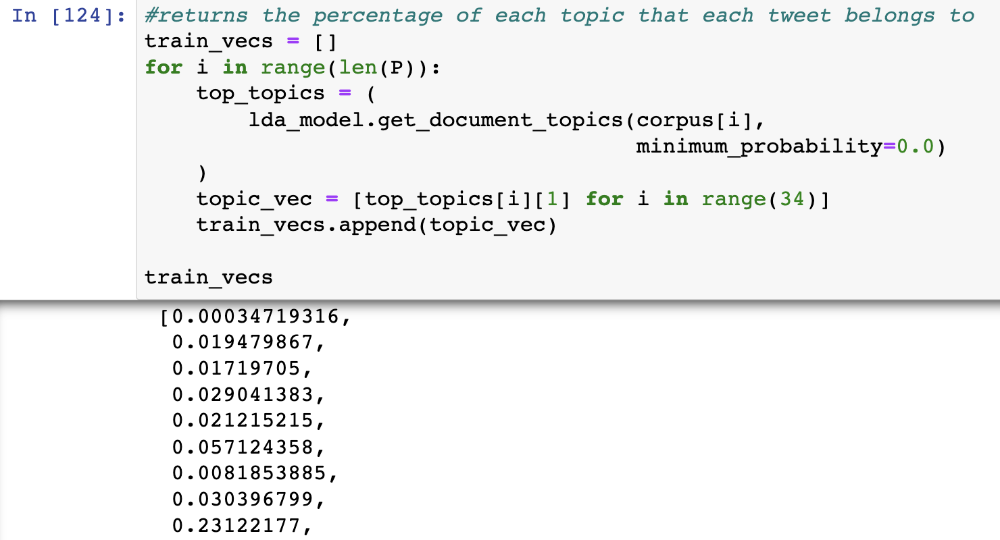 In [124]: #returns the percentage of each topic that each tweet belongs to
train_vecs = []
for i in range(len(P)):
    top_topics = (
        lda_model.get_document_topics(corpus[i],
                                      minimum_probability=0.0)
    )
    topic_vec = [top_topics[i][1] for i in range(34)]
    train_vecs.append(topic_vec)

train_vecs
[0.00034719316,
 0.019479867,
 0.01719705,
 0.029041383,
 0.021215215,
 0.057124358,
 0.0081853885,
 0.030396799,
 0.23122177,